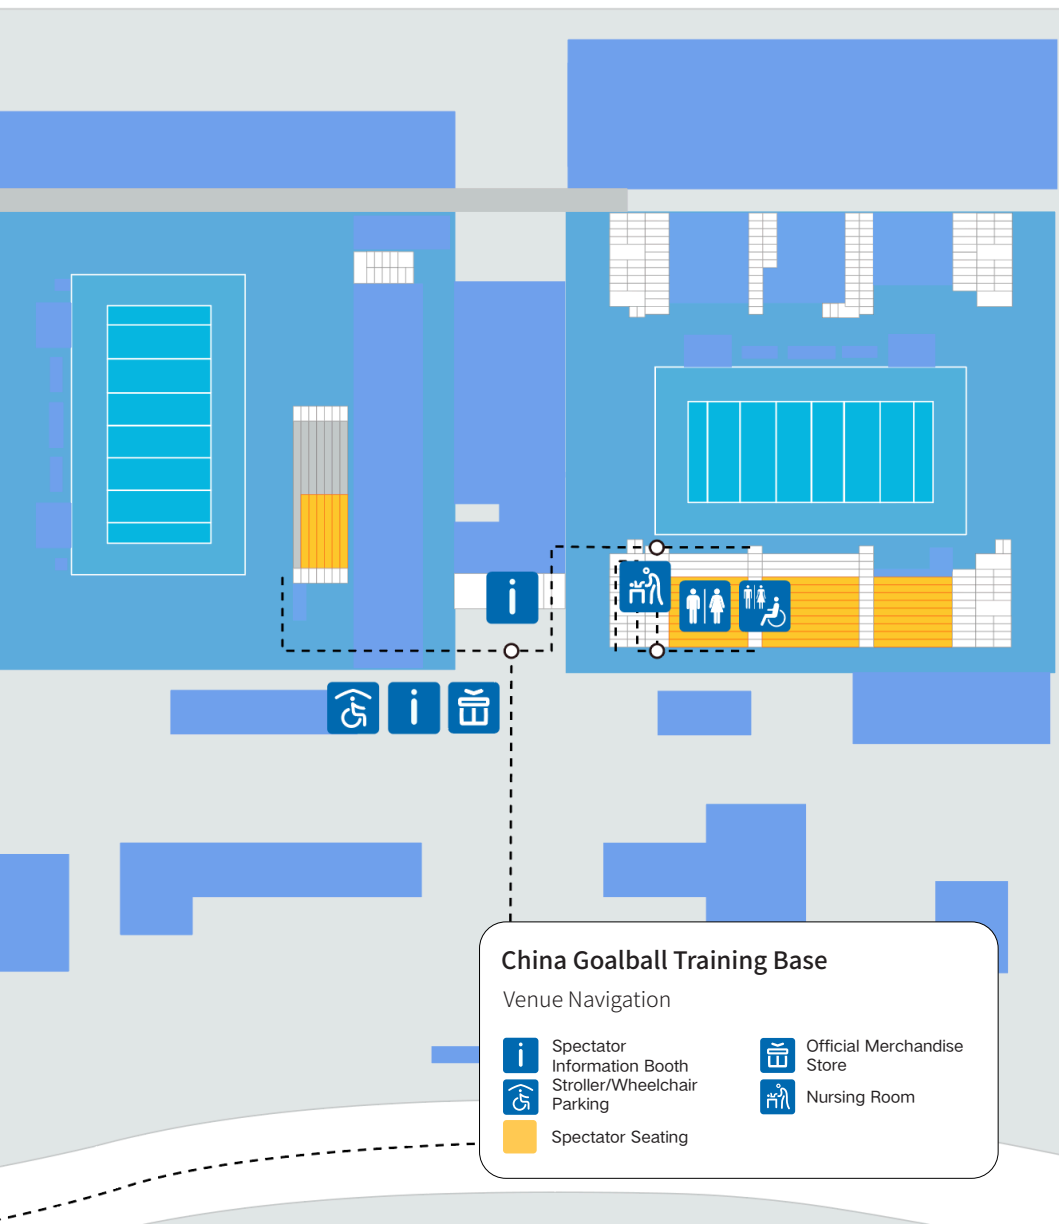 China Goalball Training Base
Venue Navigation
Spectator
Information Booth
Stroller/Wheelchair
Parking
Spectator Seating
Official Merchandise
Store
Nursing Room